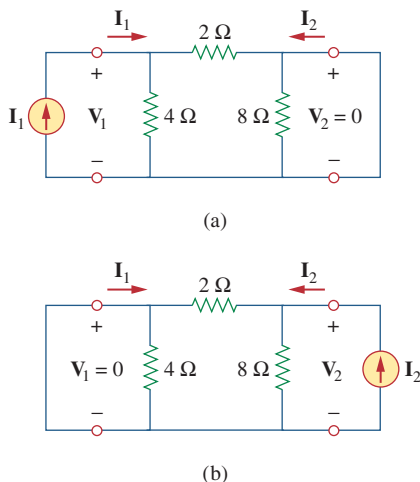 I1 I2
2 Ω
+ +
I1 V1 4 Ω 8 Ω V2 = 0
– –
(a)
I1 I2
2 Ω
+ +
V1 = 0 4 Ω 8 Ω V2 I2
– –
(b)